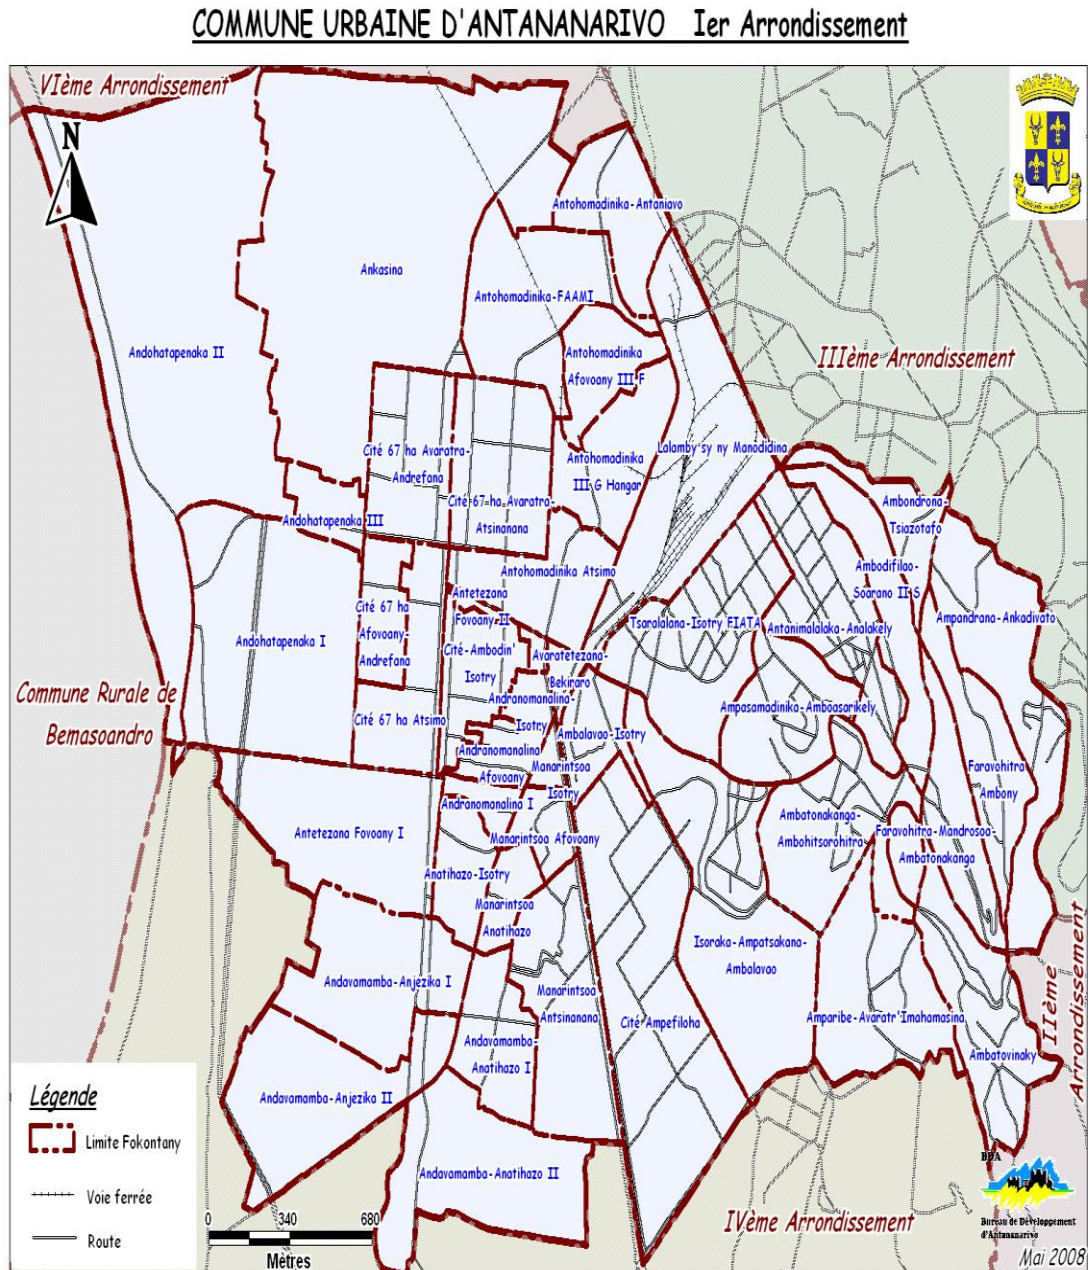 COMMUNE URBAINE D'ANTANANARIVO Ier Arrondissement
VIème Arrondissement
N
Antohomadinika-Antaniavo
Ankasina
Antohomadinika-FAAMI
Andohatapenaka II
Antohomadinika
Afovoany III F
IIIème Arrondissement
Cité 67 ha Avaratra-
Andrefana
Lalamby sy ny Manodidina
Antohomadinika
III G Hangar
Cité 67 ha Avaratra-
Atsinanana
Ambondrona-
Tsiazotafo
Andohatapenaka III
Antohomadinika Atsimo
Ambodifilao-
Soarano II S
Antetezana
Fovoany II
Cité 67 ha
Afovoany-
Andrefana
Tsaralalana-Isotry FIATA
Antanimalalaka-Analakely
Ampandrana-Ankadivato
Andohatapenaka I
Cité-Ambodin'
Isotry
Avaratetezana-
Bekiraro
Commune Rurale de
Bemasoandro
Cité 67 ha Atsimo
Andranomanalina-
Isotry
Ampasamadinika-Amboasarikely
Ambalavao-Isotry
Andranomanalina
Afovoany
Manarintsoa
Isotry
Faravohitra
Ambony
Andranomanalina I
Antetezana Fovoany I
Manarintsoa Afovoany
Ambatonakanga-
Ambohitsorohitra
Faravohitra-Mandrosoa-
Ambatonakanga
Anatihazo-Isotry
Manarintsoa
Anatihazo
Isoraka-Ampatsakana-
Ambalavao
Andavamamba-Anjezika I
Manarintsoa
Antsinanana
Cité Ampefiloha
Amparibe-Avaratr'Imahamasina
IIème
Arrondissement
Andavamamba-
Anatihazo I
Ambatovinaky
Andavamamba-Anjezika II
Andavamamba-Anatihazo II
IVème Arrondissement
Légende
Limite Fokontany
Voie ferrée
Route
0 340 680
Mètres
BDA
Bureau de Développement
d'Antananarivo
Mai 2008